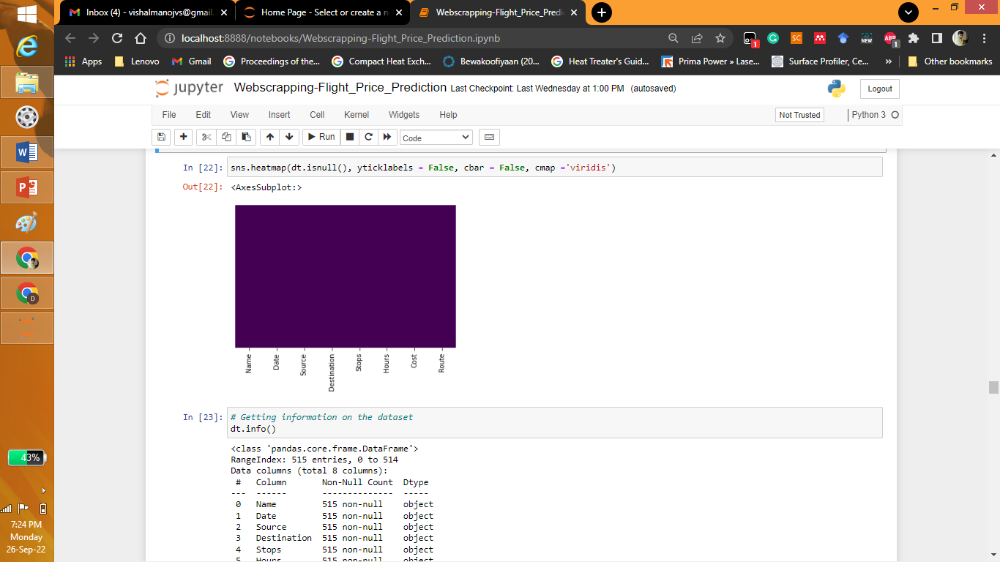 Inbox (4) - vishalmanojvs@gmail.
Home Page - Select or create a n
Webscrapping-Flight_Price_Predi
localhost:8888/notebooks/Webscrapping-Flight_Price_Prediction.ipynb
SC
NEW
ABP
1
1
Apps
Lenovo
Gmail
Proceedings of the...
Compact Heat Exch...
Bewakoofiyaan (20...
Heat Treater's Guid...
Prima Power » Lase...
Surface Profiler, Ce...
»
Other bookmarks
jupyter Webscrapping-Flight_Price_Prediction Last Checkpoint: Last Wednesday at 1:00 PM (autosaved)
Logout
File Edit View Insert Cell Kernel Widgets Help
Not Trusted
Python 3
Run
Code
In [22]: sns.heatmap(dt.isnull(), yticklabels = False, cbar = False, cmap ='viridis')
Out[22]: <AxesSubplot:>
Name
Date
Source
Destination
Stops
Hours
Cost
Route
In [23]: # Getting information on the dataset
dt.info()
<class 'pandas.core.frame.DataFrame'>
RangeIndex: 515 entries, 0 to 514
Data columns (total 8 columns):
# Column Non-Null Count Dtype
--- ------ -------------- -----
0 Name 515 non-null object
1 Date 515 non-null object
2 Source 515 non-null object
3 Destination 515 non-null object
4 Stops 515 non-null object
5 Hours 515 non-null object
43%
7:24 PM
Monday
26-Sep-22
D